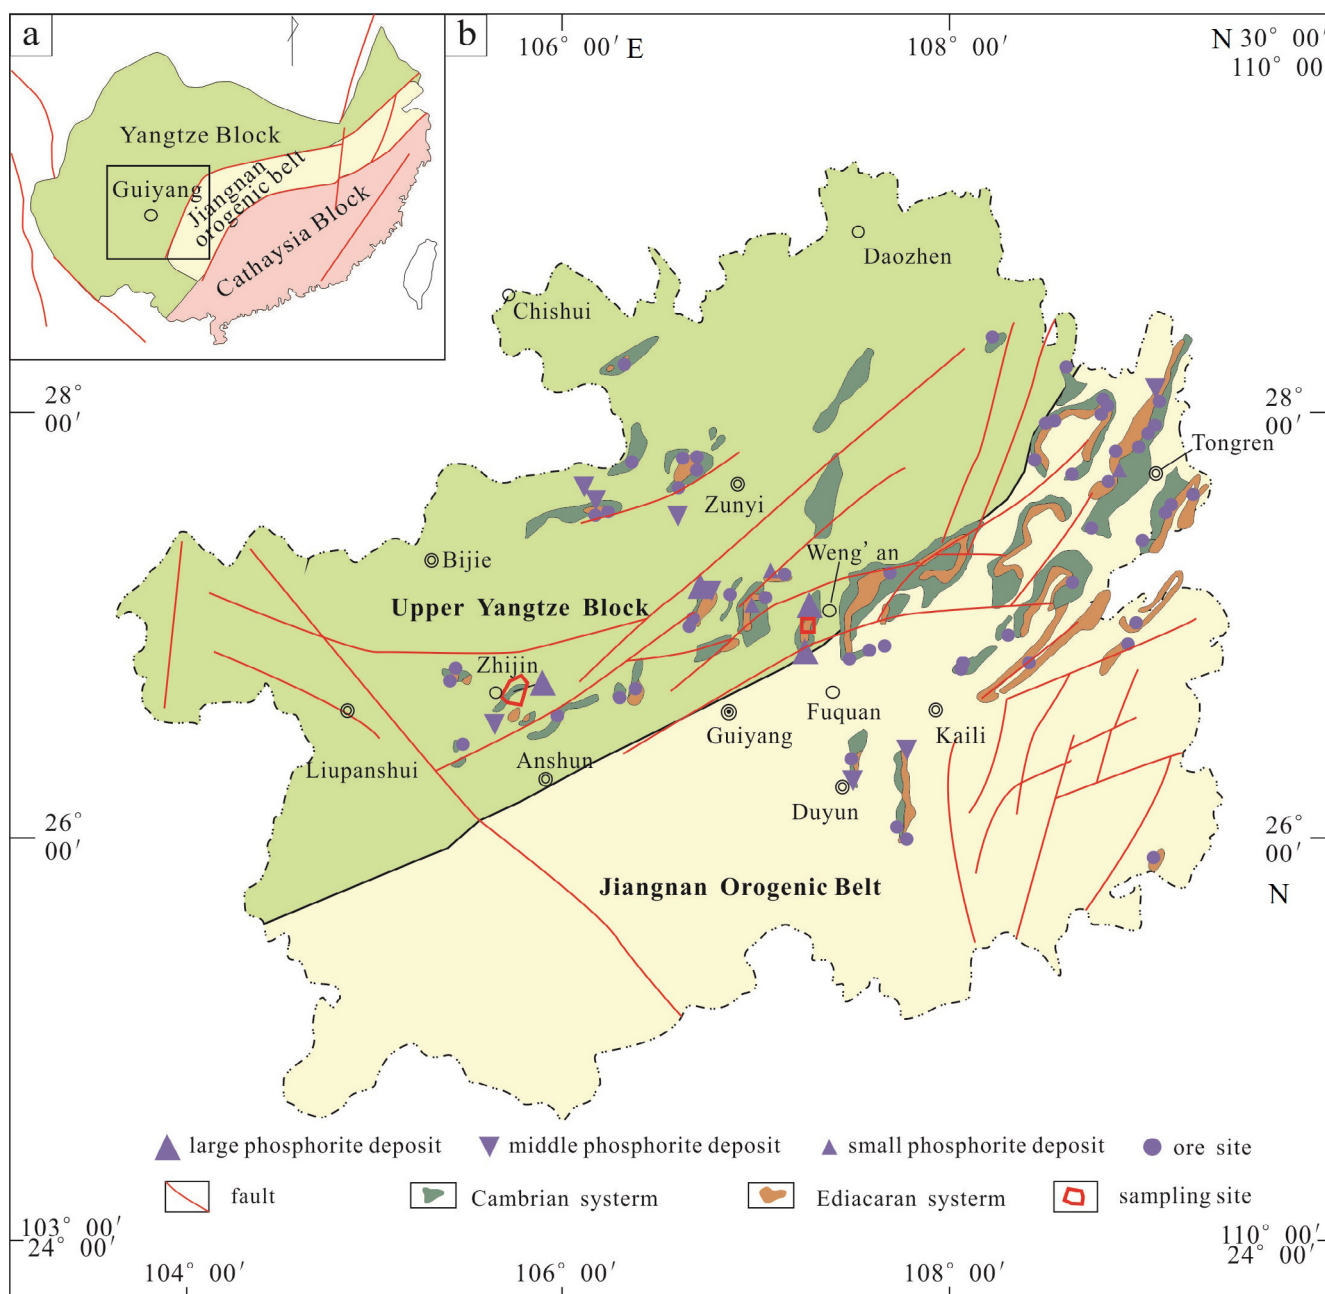 a
b
106° 00′ E
108° 00′
N 30° 00′
110° 00
Yangtze Block
Guiyang
Jiangnan
orogenic belt
Cathaysia Block
Daozhen
Chishui
28°
00′
28°
00′
Tongren
Zunyi
Weng' an
Bijie
Upper Yangtze Block
Zhijin
Fuquan
Guiyang
Kaili
Liupanshui
Anshun
Duyun
26°
00′
26°
00′
Jiangnan Orogenic Belt
N
large phosphorite deposit
middle phosphorite deposit
small phosphorite deposit
ore site
fault
Cambrian systerm
Ediacaran systerm
sampling site
103° 00′
24° 00′
110° 00′
24° 00′
104° 00′
106° 00′
108° 00′